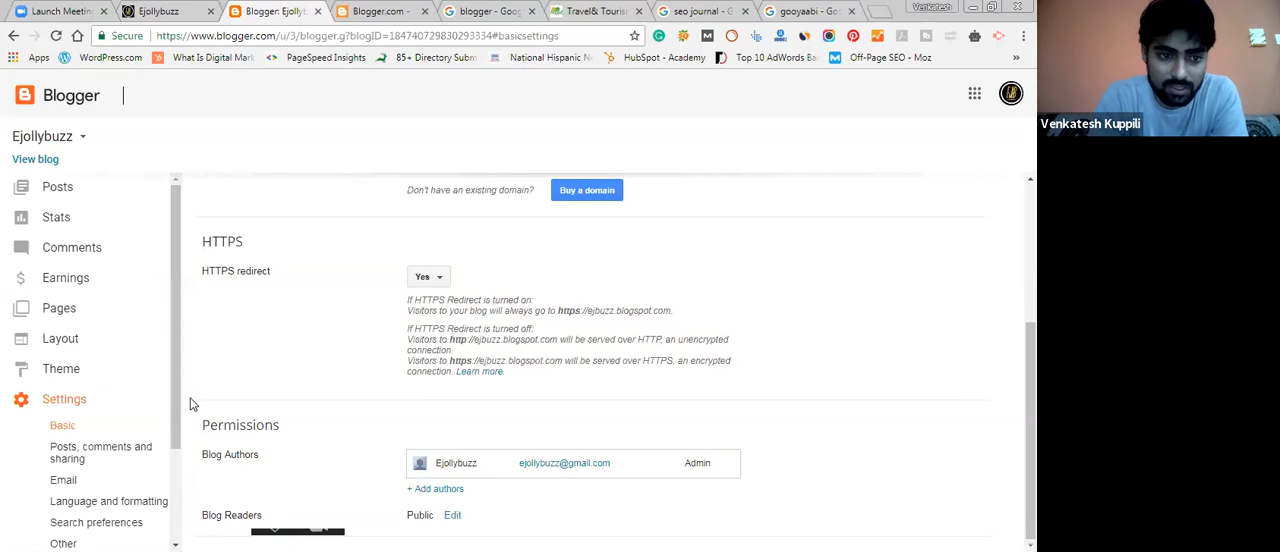 Launch Meeting
Ejollybuzz
Blogger: Ejolly
Blogger.com -
blogger - Goog
Travel& Tourism
seo journal - G
gooyaabi - Go
Venkatesh
Secure
https://www.blogger.com/u/3/blogger.g?blogID=184740729830293334#basicsettings
Apps
WordPress.com
What Is Digital Mark
PageSpeed Insights
85+ Directory Subm
National Hispanic Ne
HubSpot - Academy
Top 10 AdWords Ba
Off-Page SEO - Moz
Blogger
Ejollybuzz
View blog
Posts
Stats
Comments
Earnings
Pages
Layout
Theme
Settings
Basic
Posts, comments and
sharing
Email
Language and formatting
Search preferences
Other
Don't have an existing domain?
Buy a domain
HTTPS
HTTPS redirect
Yes
If HTTPS Redirect is turned on:
Visitors to your blog will always go to https://ejbuzz.blogspot.com.
If HTTPS Redirect is turned off:
Visitors to http://ejbuzz.blogspot.com will be served over HTTP, an unencrypted
connection.
Visitors to https://ejbuzz.blogspot.com will be served over HTTPS, an encrypted
connection. Learn more.
Permissions
Blog Authors
Ejollybuzz ejollybuzz@gmail.com Admin
+ Add authors
Blog Readers
Public Edit
Venkatesh Kuppili